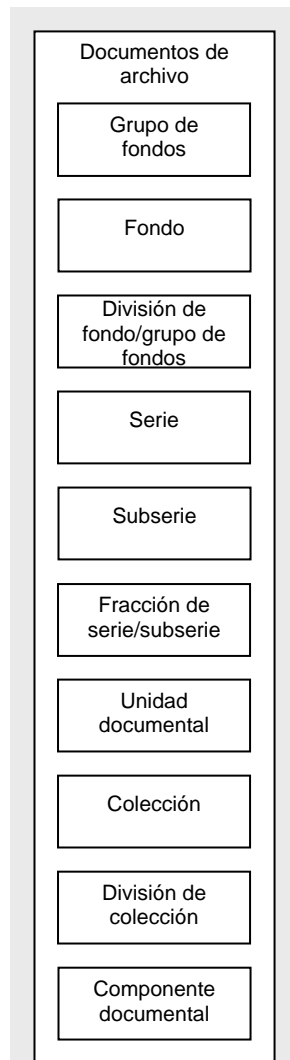 Documentos de
archivo
Grupo de
fondos
Fondo
División de
fondo/grupo de
fondos
Serie
Subserie
Fracción de
serie/subserie
Unidad
documental
Colección
División de
colección
Componente
documental